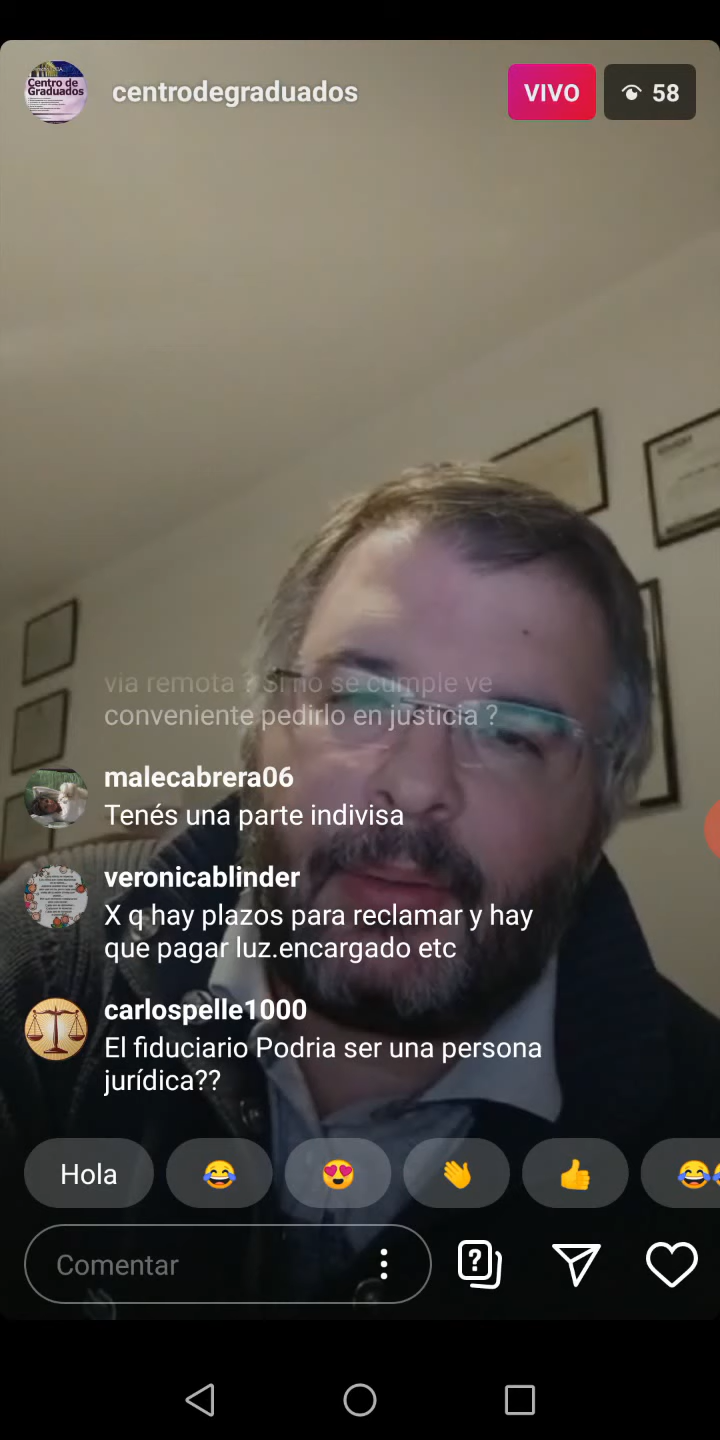 Centro de
Graduados
centrodegraduados
VIVO
58
via remota ? Si no se cumple ve
conveniente pedirlo en justicia ?
malecabrera06
Tenés una parte indivisa
veronicablinder
X q hay plazos para reclamar y hay
que pagar luz.encargado etc
carlospelle1000
El fiduciario Podria ser una persona
jurídica??
Hola
Comentar